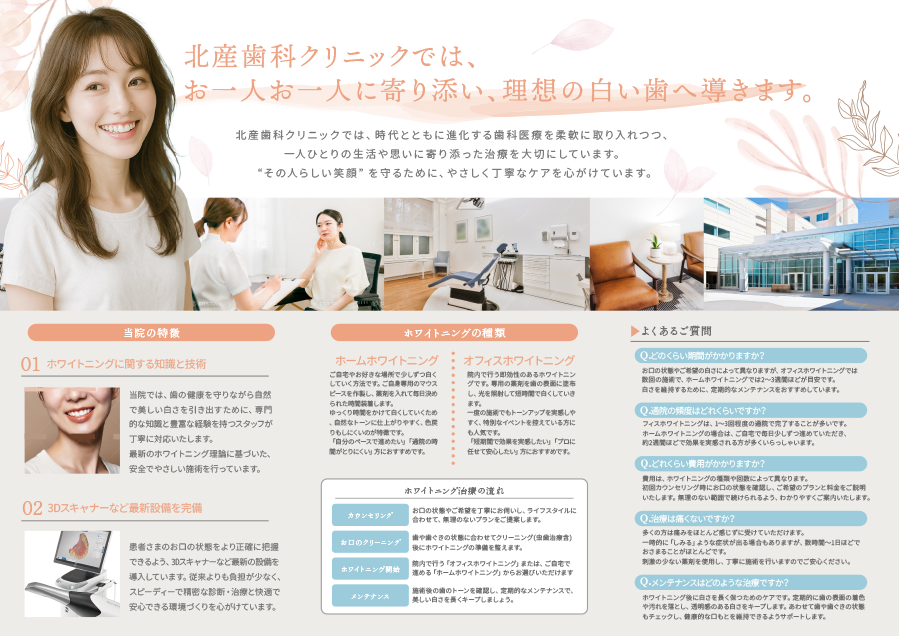 北産歯科クリニックでは、
お一人お一人に寄り添い、理想の白い歯へ導きます。
北産歯科クリニックでは、時代とともに進化する歯科医療を柔軟に取り入れつつ、
一人ひとりの生活や思いに寄り添った治療を大切にしています。
“その人らしい笑顔” を守るために、やさしく丁寧なケアを心がけています。
当院の特徴
01 ホワイトニングに関する知識と技術
当院では、歯の健康を守りながら自然
で美しい白さを引き出すために、専門
的な知識と豊富な経験を持つスタッフが
丁寧に対応いたします。
最新のホワイトニング理論に基づいた、
安全でやさしい施術を行っています。
02 3Dスキャナーなど最新設備を完備
患者さまのお口の状態をより正確に把握
できるよう、3Dスキャナーなど最新の設備を
導入しています。従来よりも負担が少なく、
スピーディーで精密な診断・治療と快適で
安心できる環境づくりを心がけています。
ホワイトニングの種類
ホームホワイトニング
ご自宅やお好きな場所で少しずつ白く
していく方法です。ご自身専用のマウス
ピースを作製し、薬剤を入れて毎日決め
られた時間装着します。
ゆっくり時間をかけて白くしていくため
、自然なトーンに仕上がりやすく、色戻
りもしにくいのが特徴です。
「自分のペースで進めたい」「通院の時
間がとりにくい」方におすすめです。
オフィスホワイトニング
院内で行う即効性のあるホワイトニン
グです。専用の薬剤を歯の表面に塗布
し、光を照射して短時間で白くしていき
ます。
一度の施術でもトーンアップを実感しや
すく、特別なイベントを控えている方に
も人気です。
「短期間で効果を実感したい」「プロに
任せて安心したい」方におすすめです。
ホワイトニング治療の流れ
カウンセリング
お口の状態やご希望を丁寧にお伺いし、ライフスタイルに
合わせて、無理のないプランをご提案します。
お口のクリーニング
歯や歯ぐきの状態に合わせてクリーニング(虫歯治療含)
後にホワイトニングの準備を整えます。
ホワイトニング開始
院内で行う「オフィスホワイトニング」または、ご自宅で
進める「ホームホワイトニング」からお選びいただけます
メンテナンス
施術後の歯のトーンを確認し、定期的なメンテナンスで、
美しい白さを長くキープしましょう。
よくあるご質問
Q.どのくらい期間がかかりますか?
お口の状態やご希望の白さによって異なりますが、オフィスホワイトニングでは
数回の施術で、ホームホワイトニングでは2〜3週間ほどが目安です。
白さを維持するために、定期的なメンテナンスをおすすめしています。
Q.通院の頻度はどれくらいですか?
フィスホワイトニングは、1〜3回程度の通院で完了することが多いです。
ホームホワイトニングの場合は、ご自宅で毎日少しずつ進めていただき、
約2週間ほどで効果を実感される方が多くいらっしゃいます。
Q.どれくらい費用がかかりますか?
費用は、ホワイトニングの種類や回数によって異なります。
初回カウンセリング時にお口の状態を確認し、ご希望のプランと料金をご説明
いたします。無理のない範囲で続けられるよう、わかりやすくご案内いたします。
Q.治療は痛くないですか?
多くの方は痛みをほとんど感じずに受けていただけます。
一時的に「しみる」ような症状が出る場合もありますが、数時間〜1日ほどで
おさまることがほとんどです。
刺激の少ない薬剤を使用し、丁寧に施術を行いますのでご安心ください。
Q.メンテナンスはどのような治療ですか?
ホワイトニング後に白さを長く保つためのケアです。定期的に歯の表面の着色
や汚れを落とし、透明感のある白さをキープします。あわせて歯や歯ぐきの状態
もチェックし、健康的な口もとを維持できるようサポートします。